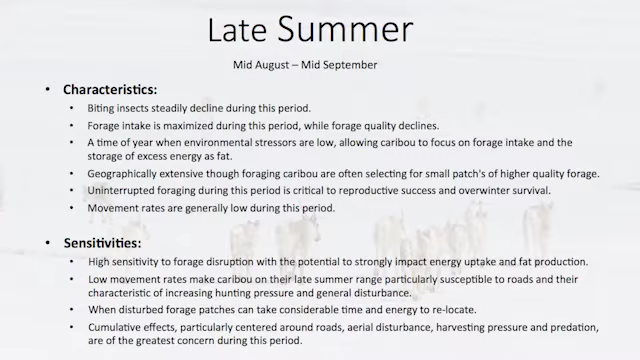 Late Summer
Mid August – Mid September
• Characteristics:
• Biting insects steadily decline during this period.
• Forage intake is maximized during this period, while forage quality declines.
• A time of year when environmental stressors are low, allowing caribou to focus on forage intake and the
storage of excess energy as fat.
• Geographically extensive though foraging caribou are often selecting for small patch's of higher quality forage.
• Uninterrupted foraging during this period is critical to reproductive success and overwinter survival.
• Movement rates are generally low during this period.
• Sensitivities:
• High sensitivity to forage disruption with the potential to strongly impact energy uptake and fat production.
• Low movement rates make caribou on their late summer range particularly susceptible to roads and their
characteristic of increasing hunting pressure and general disturbance.
• When disturbed forage patches can take considerable time and energy to re-locate.
• Cumulative effects, particularly centered around roads, aerial disturbance, harvesting pressure and predation,
are of the greatest concern during this period.